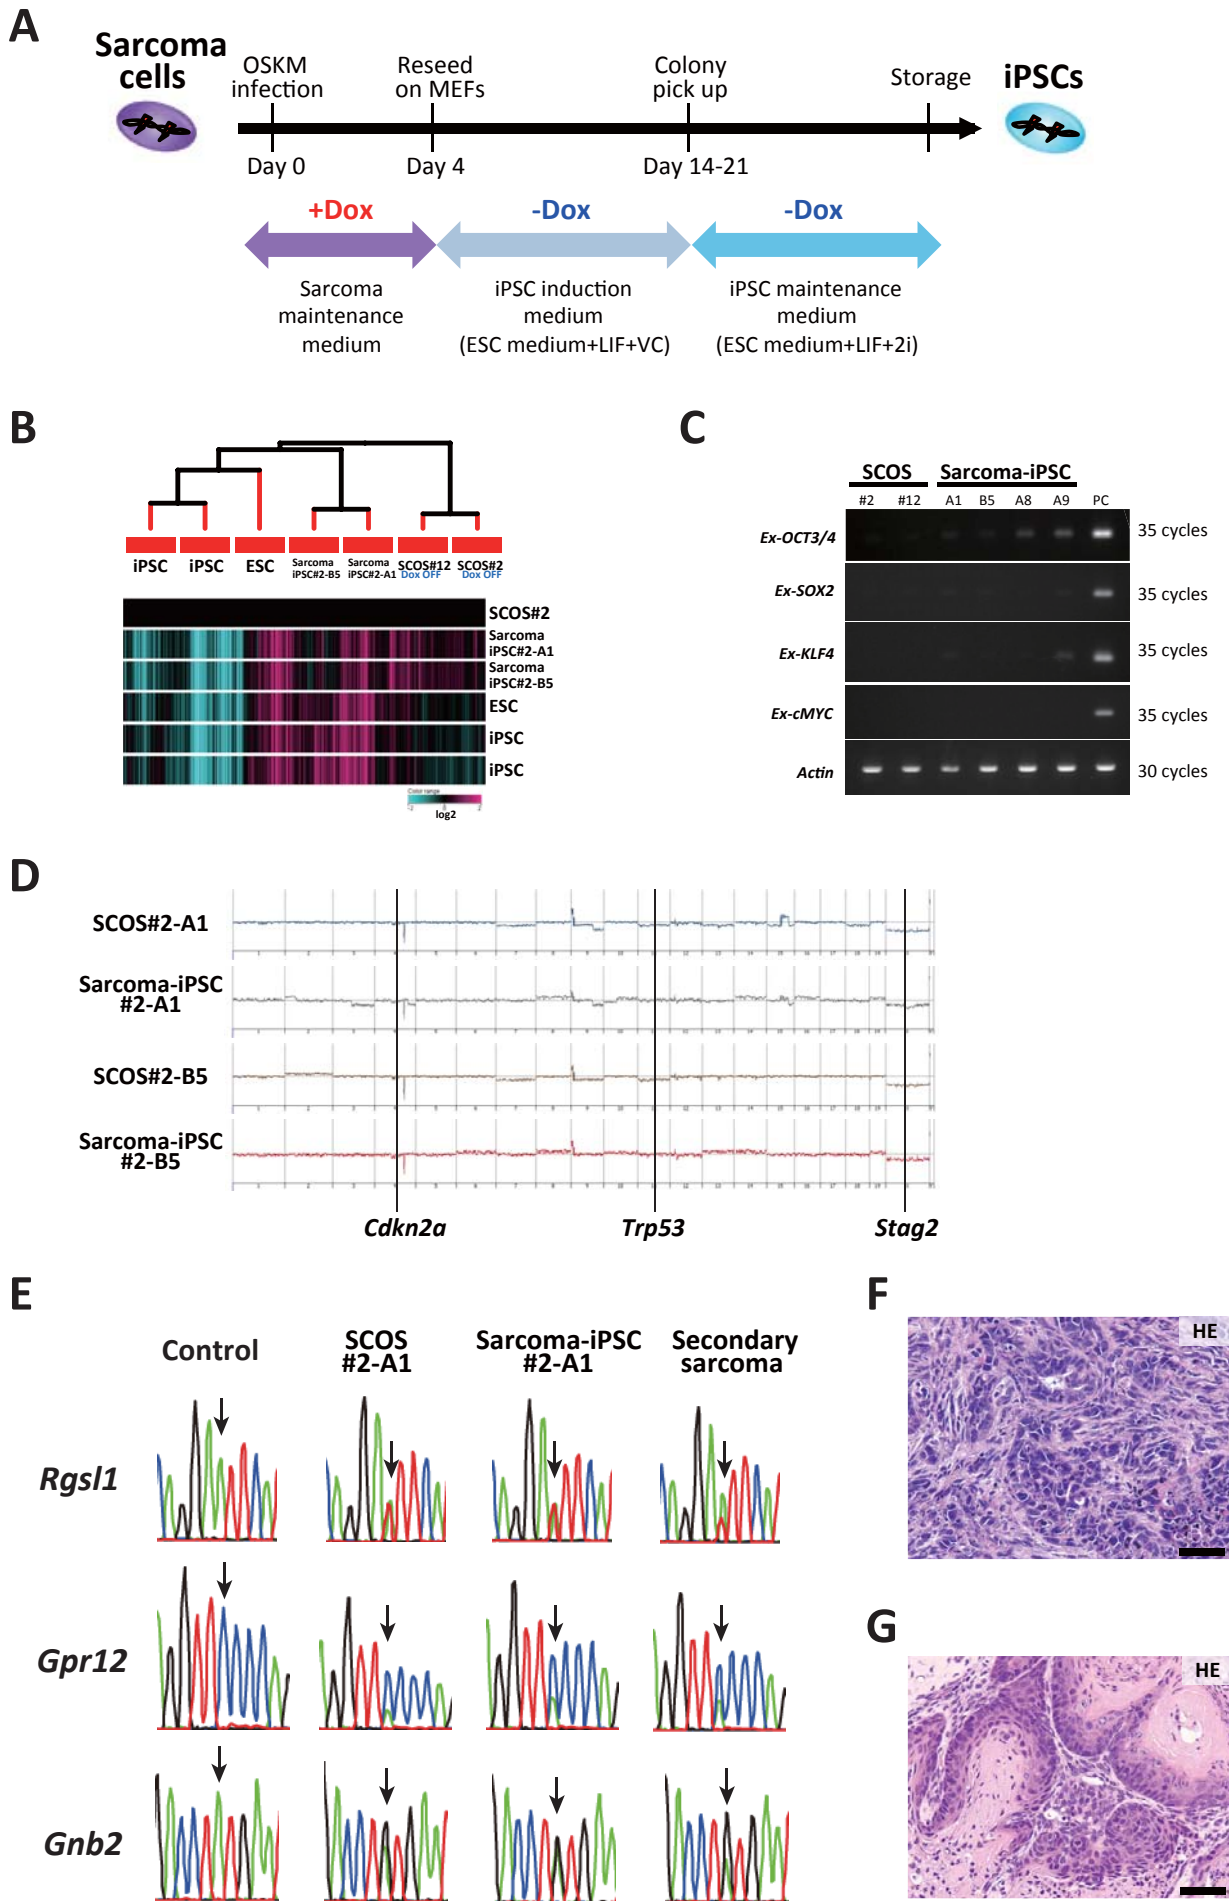 A
Sarcoma
cells
OSKM
infection
Reseed
on MEFs
Colony
pick up
Storage
iPSCs
Day 0
Day 4
Day 14-21
+Dox
-Dox
-Dox
Sarcoma
maintenance
medium
iPSC induction
medium
(ESC medium+LIF+VC)
iPSC maintenance
medium
(ESC medium+LIF+2i)
B
iPSC
iPSC
ESC
Sarcoma
iPSC#2-B5
Sarcoma
iPSC#2-A1
SCOS#12
Dox OFF
SCOS#2
Dox OFF
SCOS#2
Sarcoma
iPSC#2-A1
Sarcoma
iPSC#2-B5
ESC
iPSC
iPSC
Color range
log2
C
SCOS
Sarcoma-iPSC
#2 #12 A1 B5 A8 A9 PC
Ex-OCT3/4 35 cycles
Ex-SOX2 35 cycles
Ex-KLF4 35 cycles
Ex-cMYC 35 cycles
Actin 30 cycles
D
SCOS#2-A1
Sarcoma-iPSC
#2-A1
SCOS#2-B5
Sarcoma-iPSC
#2-B5
Cdkn2a Trp53 Stag2
E
Control
SCOS
#2-A1
Sarcoma-iPSC
#2-A1
Secondary
sarcoma
Rgsl1
Gpr12
Gnb2
F
HE
G
HE